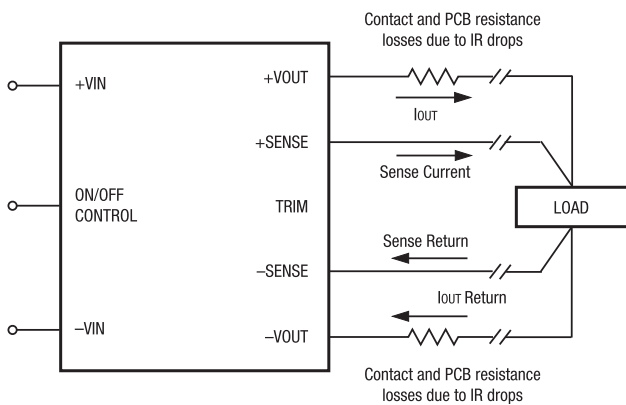 Contact and PCB resistance
losses due to IR drops
+VOUT
+VIN
IOUT
+SENSE
Sense Current
ON/OFF
CONTROL
TRIM
LOAD
Sense Return
–SENSE
IOUT Return
–VIN
–VOUT
Contact and PCB resistance
losses due to IR drops